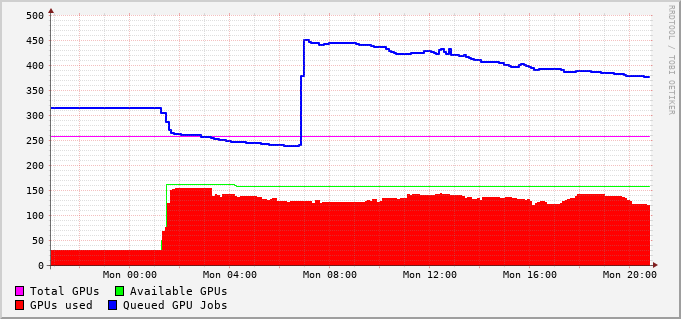 500
450
400
350
300
250
200
150
100
50
0
Mon 00:00 Mon 04:00 Mon 08:00 Mon 12:00 Mon 16:00 Mon 20:00
Total GPUs Available GPUs
GPUs used Queued GPU Jobs
RRDTOOL / TOBI OETIKER